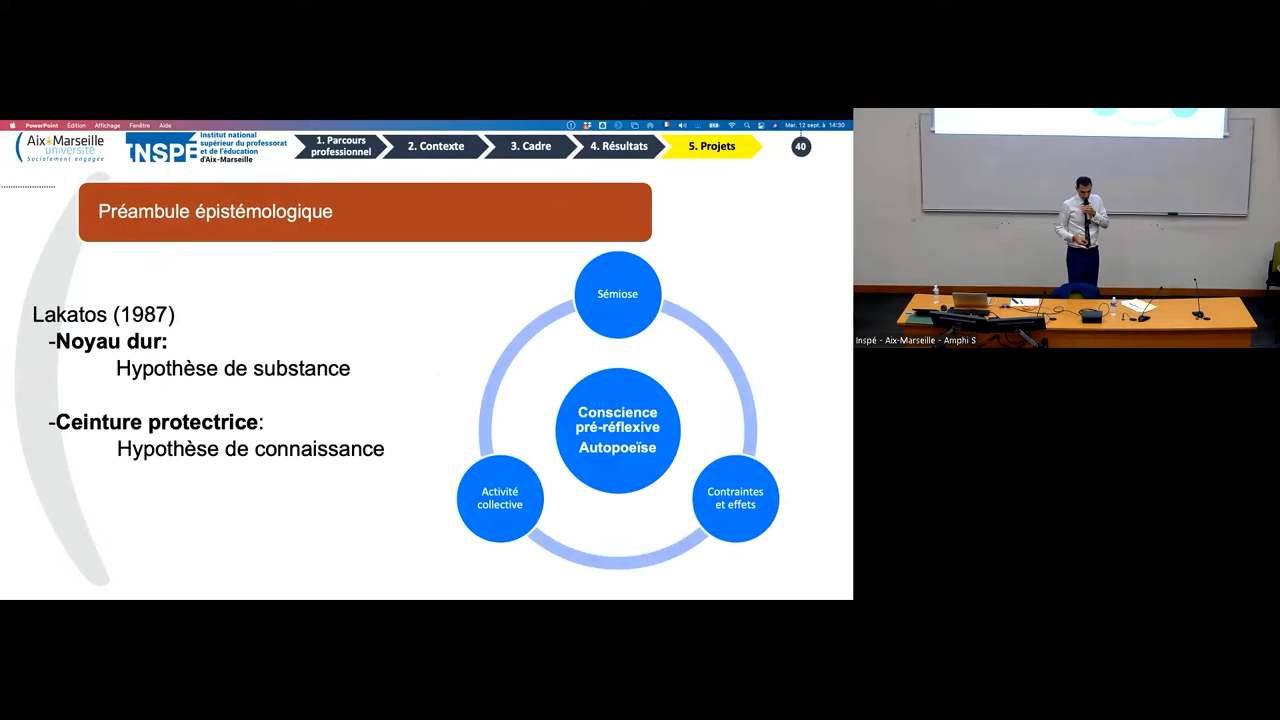 PowerPoint Édition Affichage Fenêtre Aide
Mar. 12 sept. à 14:30
Aix Marseille
université
Socialement engagée
INSPÉ
Institut national
supérieur du professorat
et de l'éducation
d'Aix-Marseille
1. Parcours
professionnel
2. Contexte
3. Cadre
4. Résultats
5. Projets
40
Préambule épistémologique
Lakatos (1987)
-Noyau dur:
Hypothèse de substance
-Ceinture protectrice:
Hypothèse de connaissance
Sémiose
Conscience
pré-réflexive
Autopoeïse
Activité
collective
Contraintes
et effets
Inspé - Aix-Marseille - Amphi S